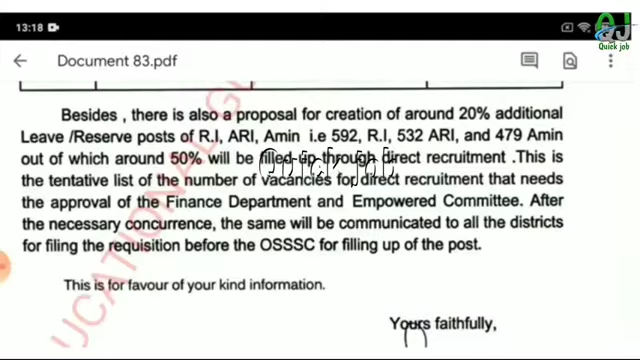 13:18
QJ
Quick job
Document 83.pdf
Besides , there is also a proposal for creation of around 20% additional
Leave /Reserve posts of R.I, ARI, Amin i.e 592, R.I, 532 ARI, and 479 Amin
out of which around 50% will be filled up through direct recruitment .This is
Quick job
the tentative list of the number of vacancies for direct recruitment that needs
the approval of the Finance Department and Empowered Committee. After
the necessary concurrence, the same will be communicated to all the districts
for filing the requisition before the OSSSC for filling up of the post.
This is for favour of your kind information.
Yours faithfully,
UCATIONAL GU